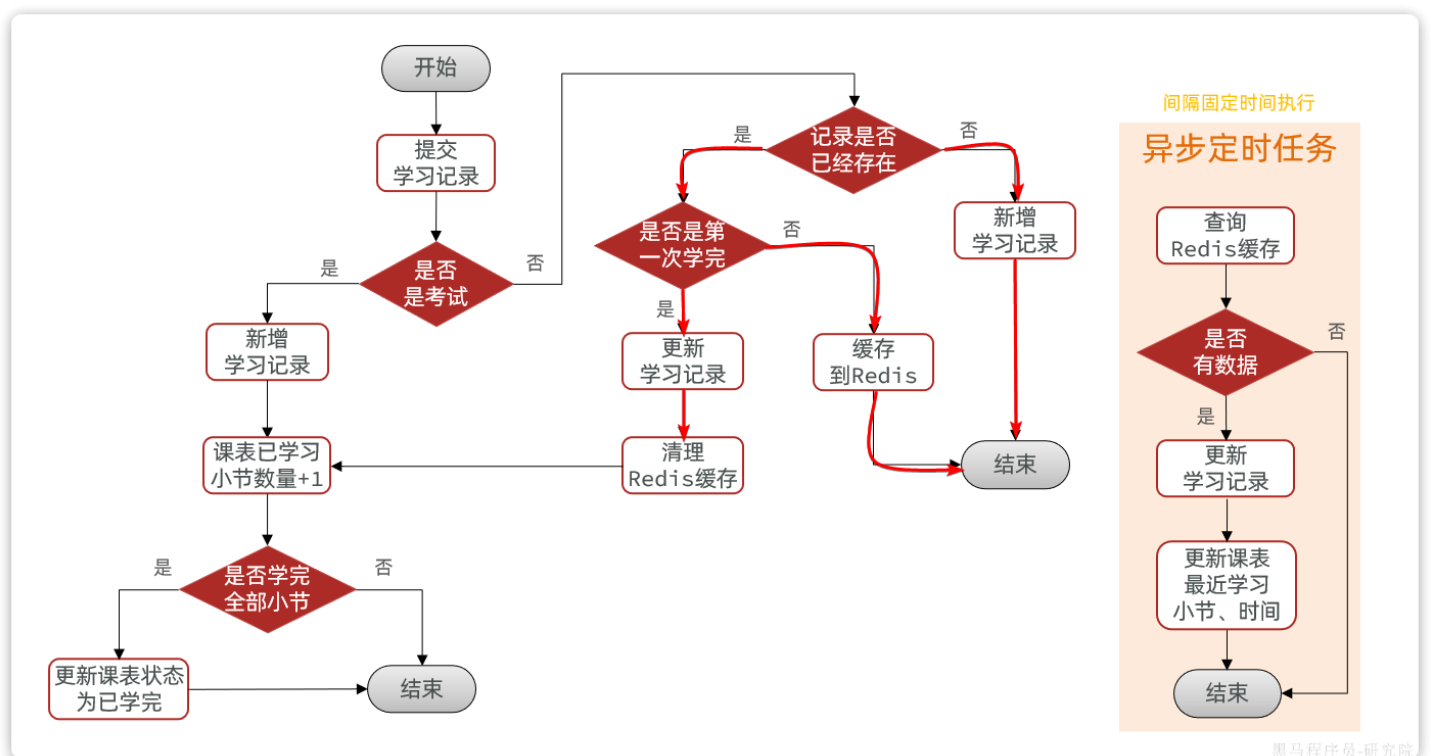 开始
提交
学习记录
是否
是考试
是
否
新增
学习记录
课表已学习
小节数量+1
是否学完
全部小节
是
否
更新课表状态
为已学完
结束
记录是否
已经存在
是
否
是否是第
一次学完
是
否
更新
学习记录
清理
Redis缓存
缓存
到Redis
新增
学习记录
结束
间隔固定时间执行
异步定时任务
查询
Redis缓存
是否
有数据
是
否
更新
学习记录
更新课表
最近学习
小节、时间
结束
黑马程序员-研究院